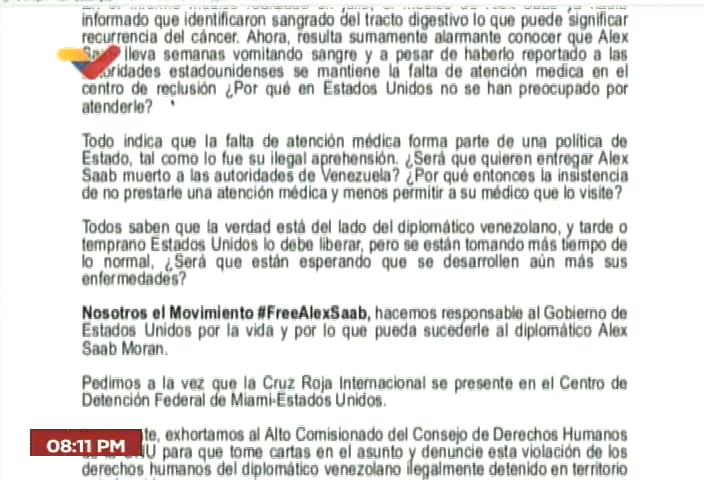 informado que identificaron sangrado del tracto digestivo lo que puede significar
recurrencia del cáncer. Ahora, resulta sumamente alarmante conocer que Alex
lleva semanas vomitando sangre y a pesar de haberlo reportado a las
estadounidenses se mantiene la falta de atención medica en el
centro de reclusión ¿Por qué en Estados Unidos no se han preocupado por
atenderle?
Todo indica que la falta de atención médica forma parte de una política de
Estado, tal como lo fue su ilegal aprehensión. ¿Será que quieren entregar Alex
Saab muerto a las autoridades de Venezuela? ¿Por qué entonces la insistencia
de no prestarle una atención médica y menos permitir a su médico que lo visite?
Todos saben que la verdad está del lado del diplomático venezolano, y tarde o
temprano Estados Unidos lo debe liberar, pero se están tomando más tiempo de
lo normal, ¿Será que están esperando que se desarrollen aún más sus
enfermedades?
Nosotros el Movimiento #FreeAlexSaab, hacemos responsable al Gobierno de
Estados Unidos por la vida y por lo que pueda sucederle al diplomático Alex
Saab Moran.
Pedimos a la vez que la Cruz Roja Internacional se presente en el Centro de
Detención Federal de Miami-Estados Unidos.
te, exhortamos al Alto Comisionado del Consejo de Derechos Humanos
08:11 PM
para que tome cartas en el asunto y denuncie esta violación de los
derechos humanos del diplomático venezolano ilegalmente detenido en territorio